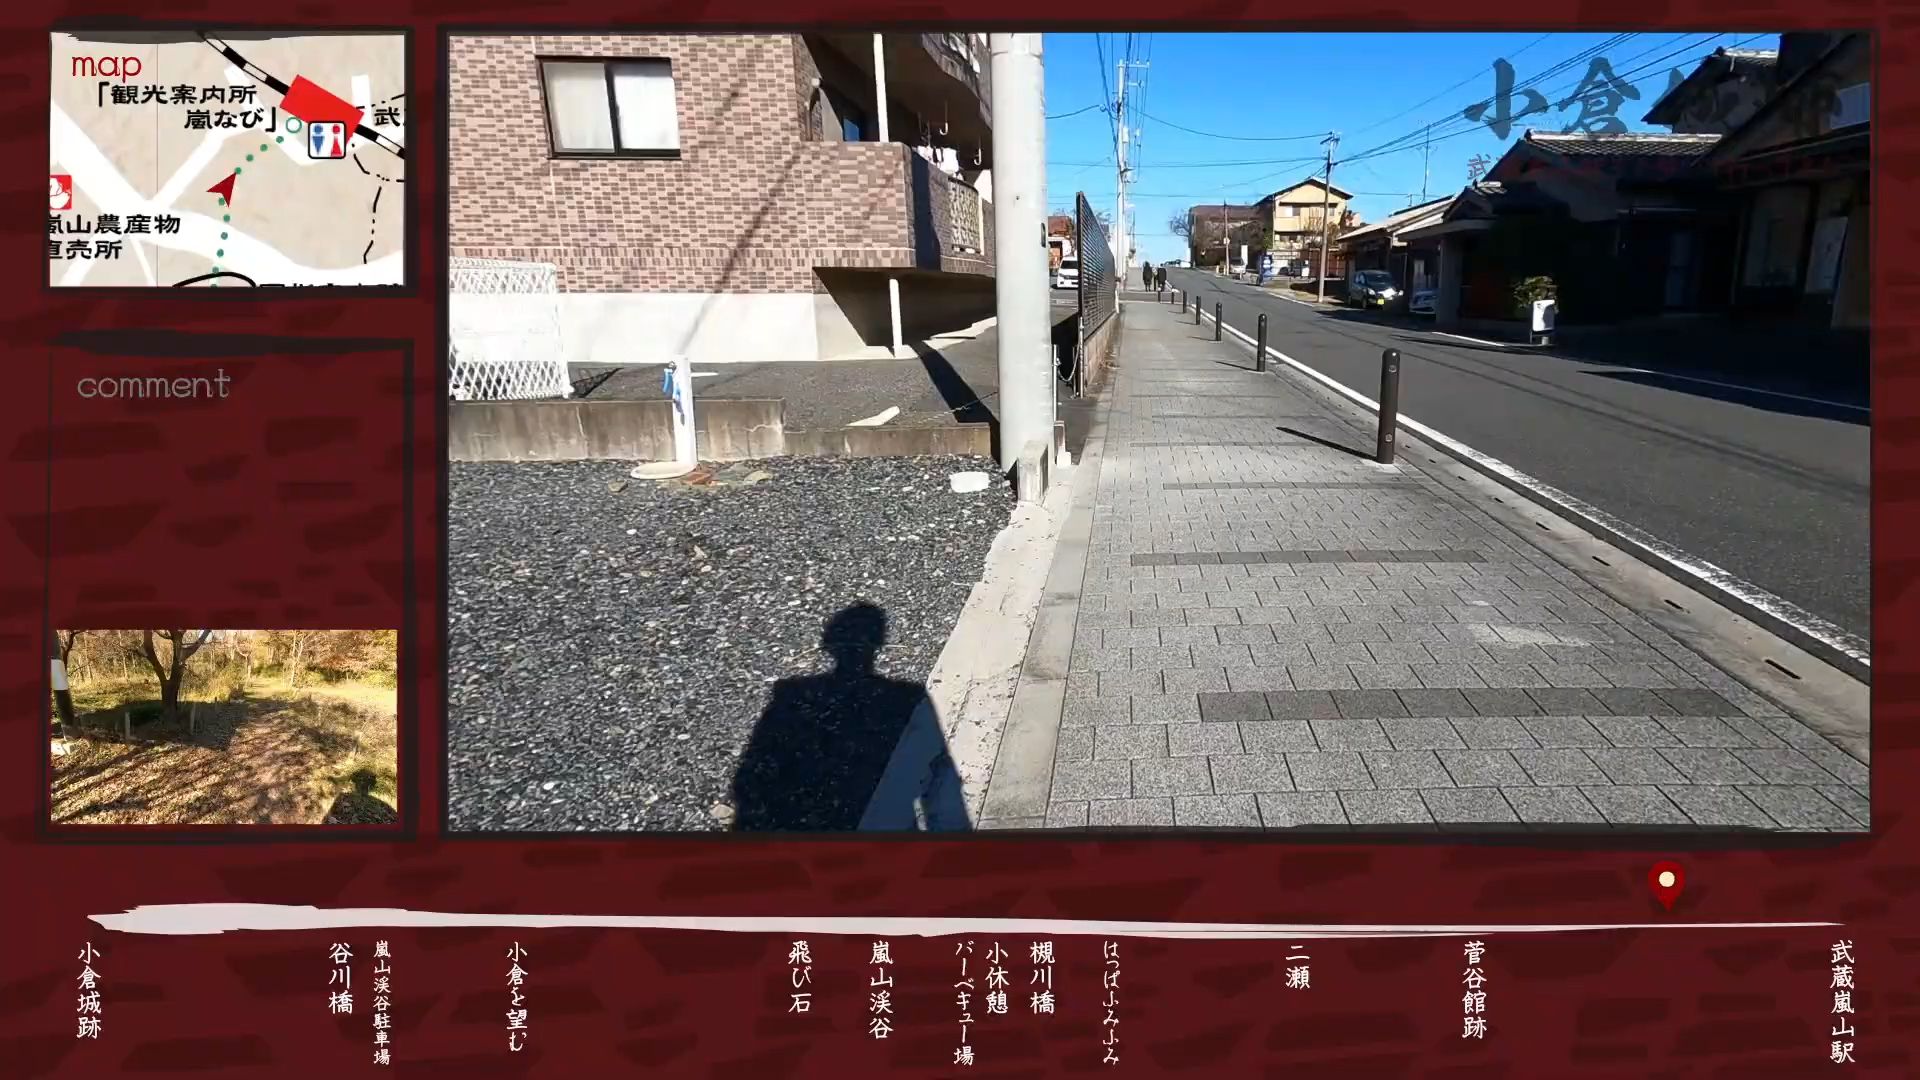 map
「観光案内所
嵐なび」
武
嵐山農産物
直売所
comment
小倉
武
小倉城跡
谷川橋
嵐山渓谷駐車場
小倉を望む
飛び石
嵐山渓谷
バーベキュー場
小休憩
槻川橋
はっぱふみふみ
二瀬
菅谷館跡
武蔵嵐山駅